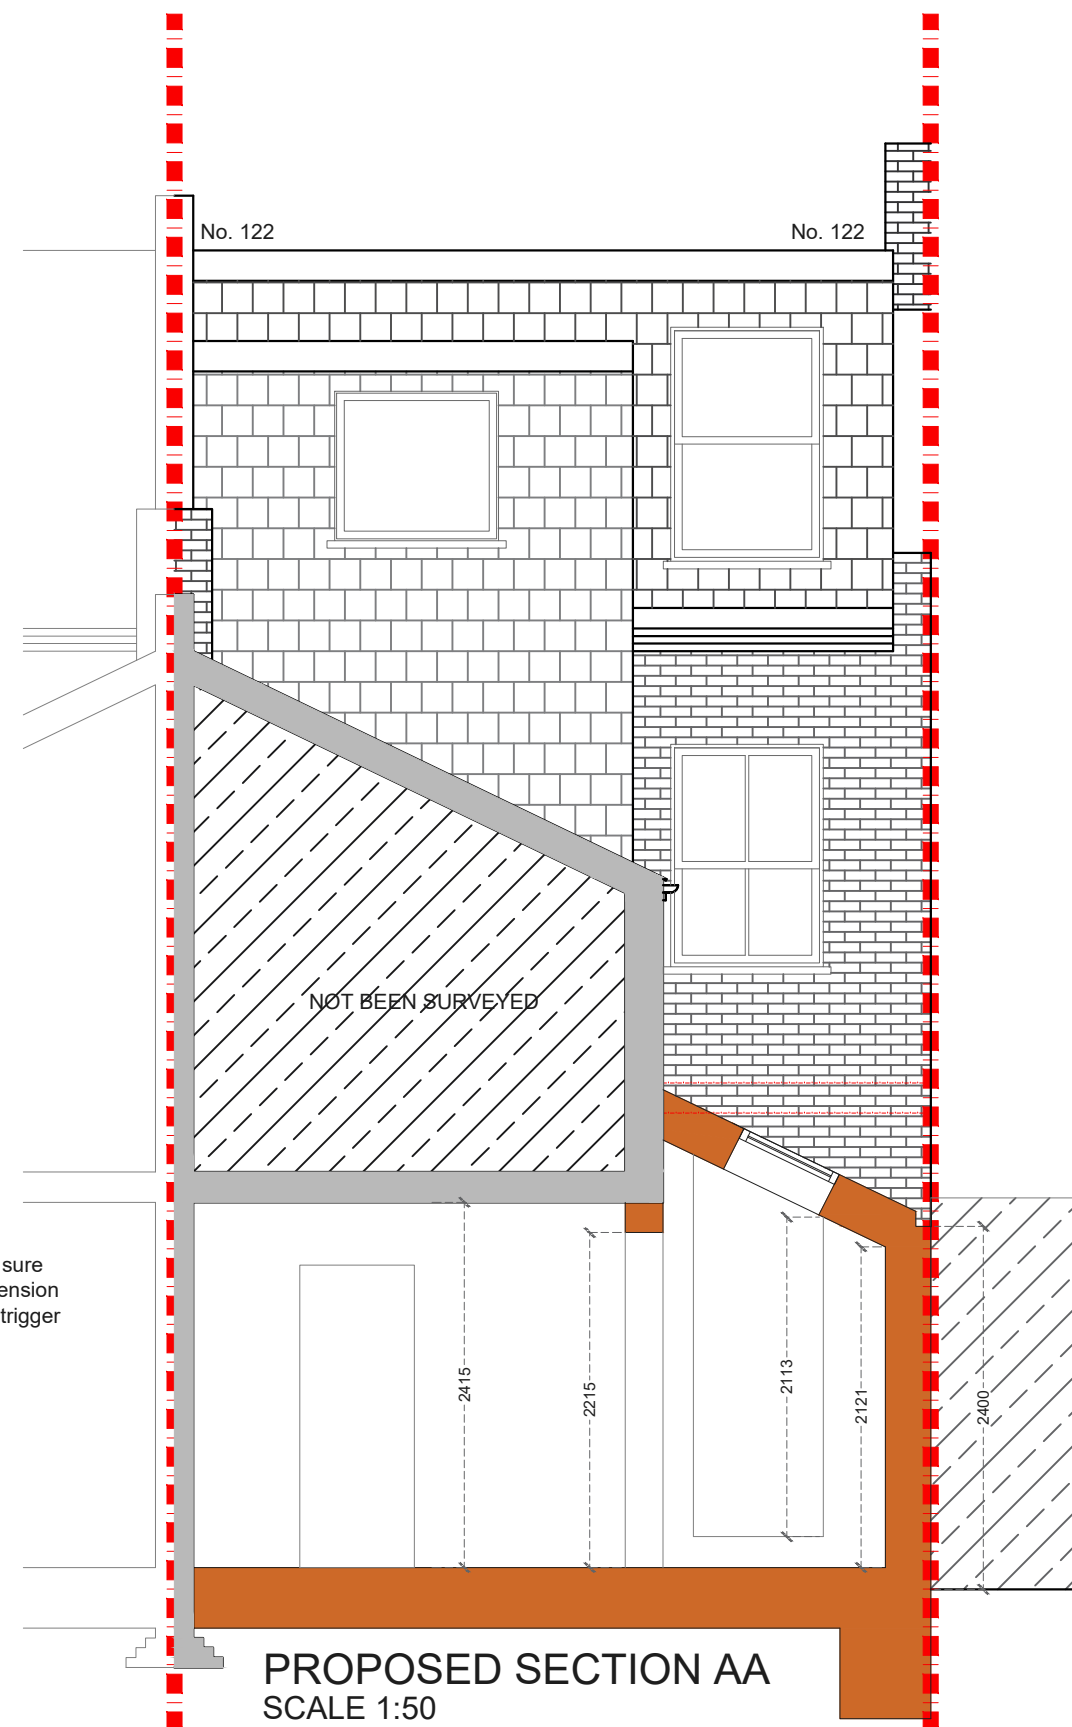 No. 122
No. 122
NOT BEEN SURVEYED
sure
ension
trigger
2415
2215
2113
2121
2400
PROPOSED SECTION AA
SCALE 1:50